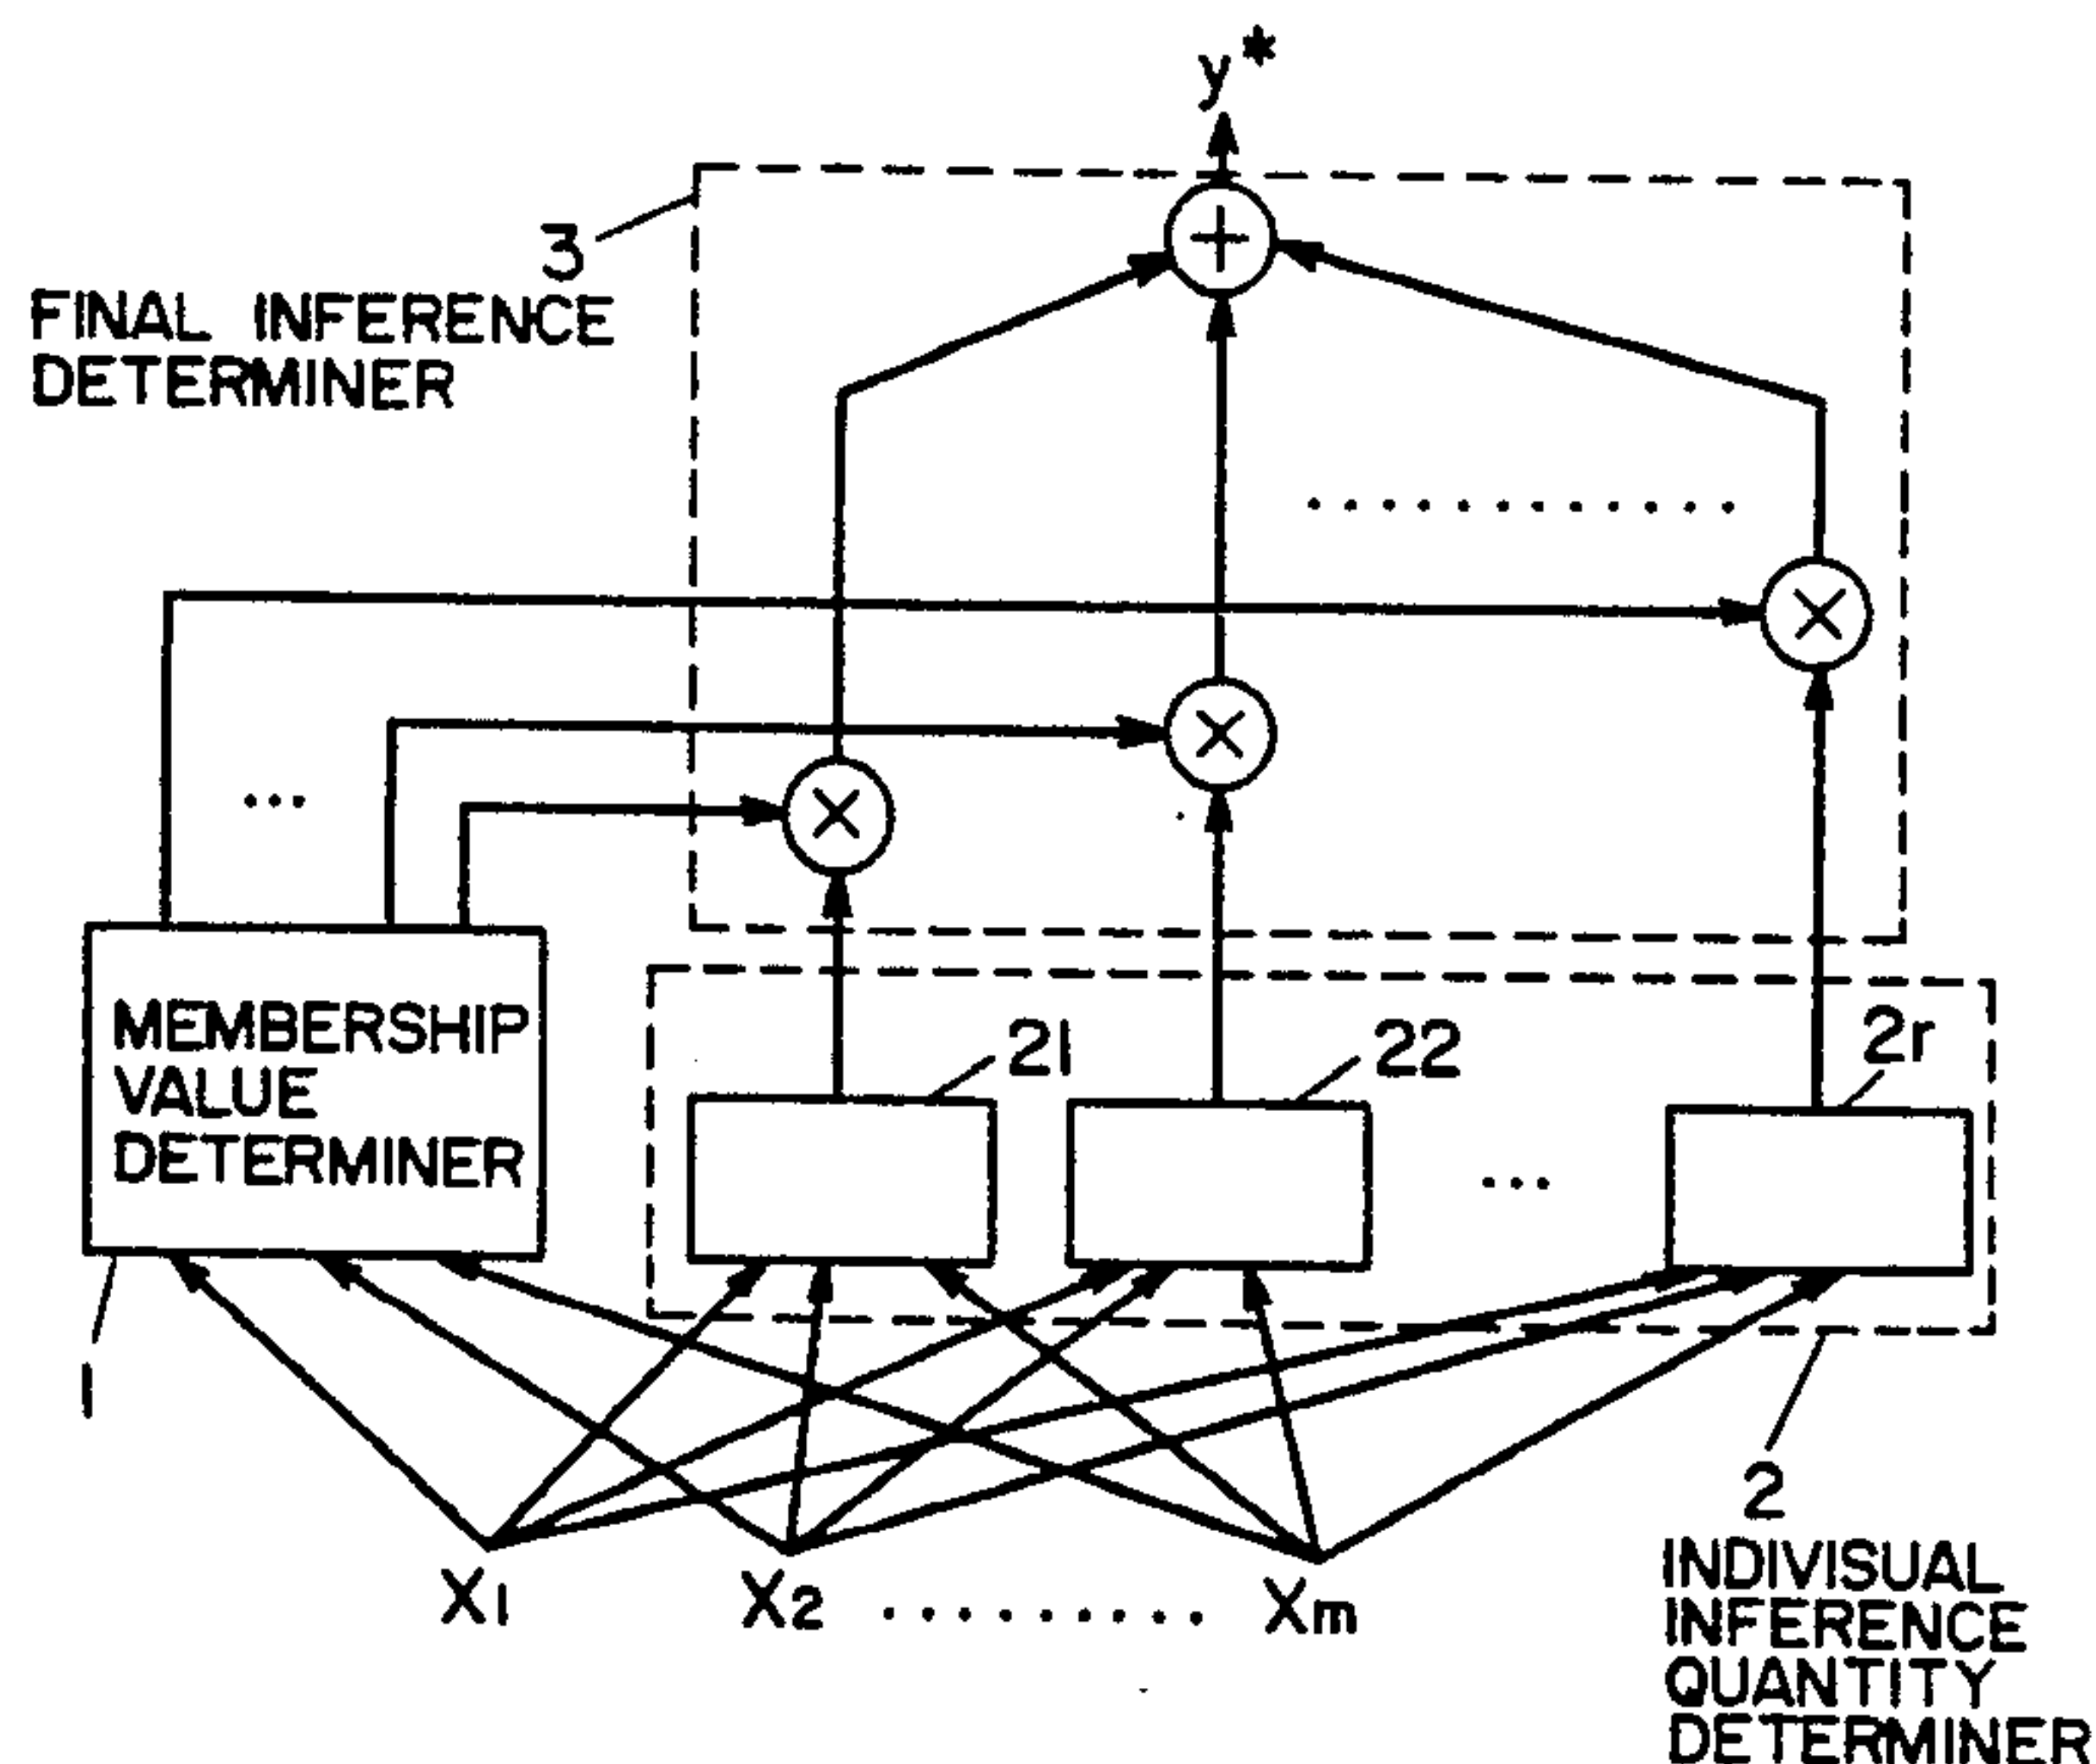 y*
3
FINAL INFERENCE
DETERMINER
+
×
×
×
...
MEMBERSHIP
VALUE
DETERMINER
21
22
2r
...
1
2
INDIVISUAL
INFERENCE
QUANTITY
DETERMINER
X1 X2 ......... Xm